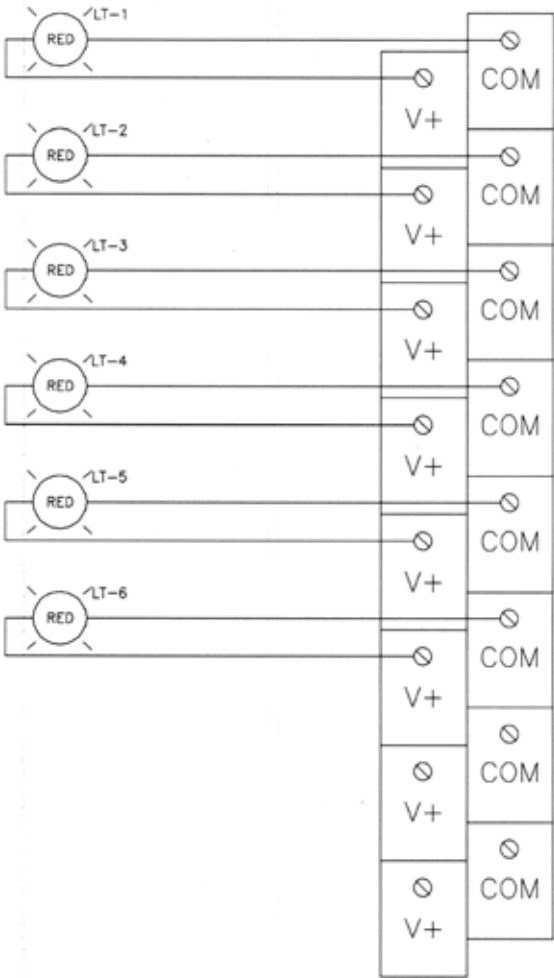 LT-1
RED
COM
V+
LT-2
RED
COM
V+
LT-3
RED
COM
V+
LT-4
RED
COM
V+
LT-5
RED
COM
V+
LT-6
RED
COM
V+
COM
V+
COM
V+